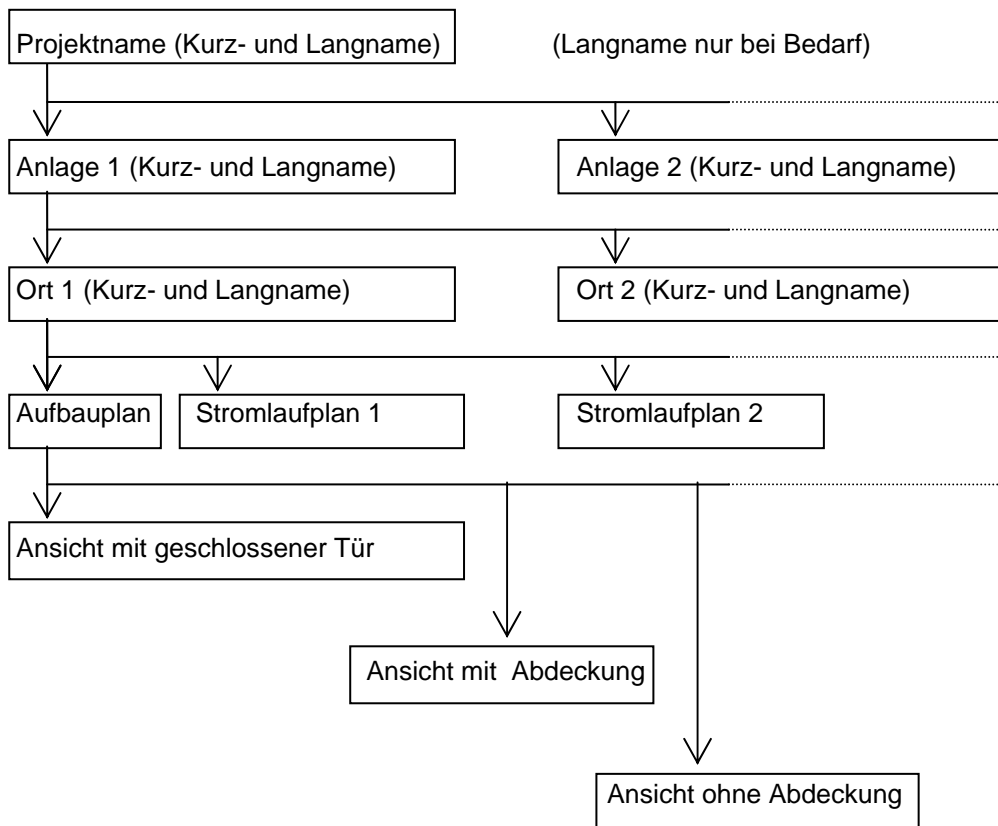 Projektname (Kurz- und Langname) (Langname nur bei Bedarf)
Anlage 1 (Kurz- und Langname) Anlage 2 (Kurz- und Langname)
Ort 1 (Kurz- und Langname) Ort 2 (Kurz- und Langname)
Aufbauplan Stromlaufplan 1 Stromlaufplan 2
Ansicht mit geschlossener Tür
Ansicht mit Abdeckung
Ansicht ohne Abdeckung